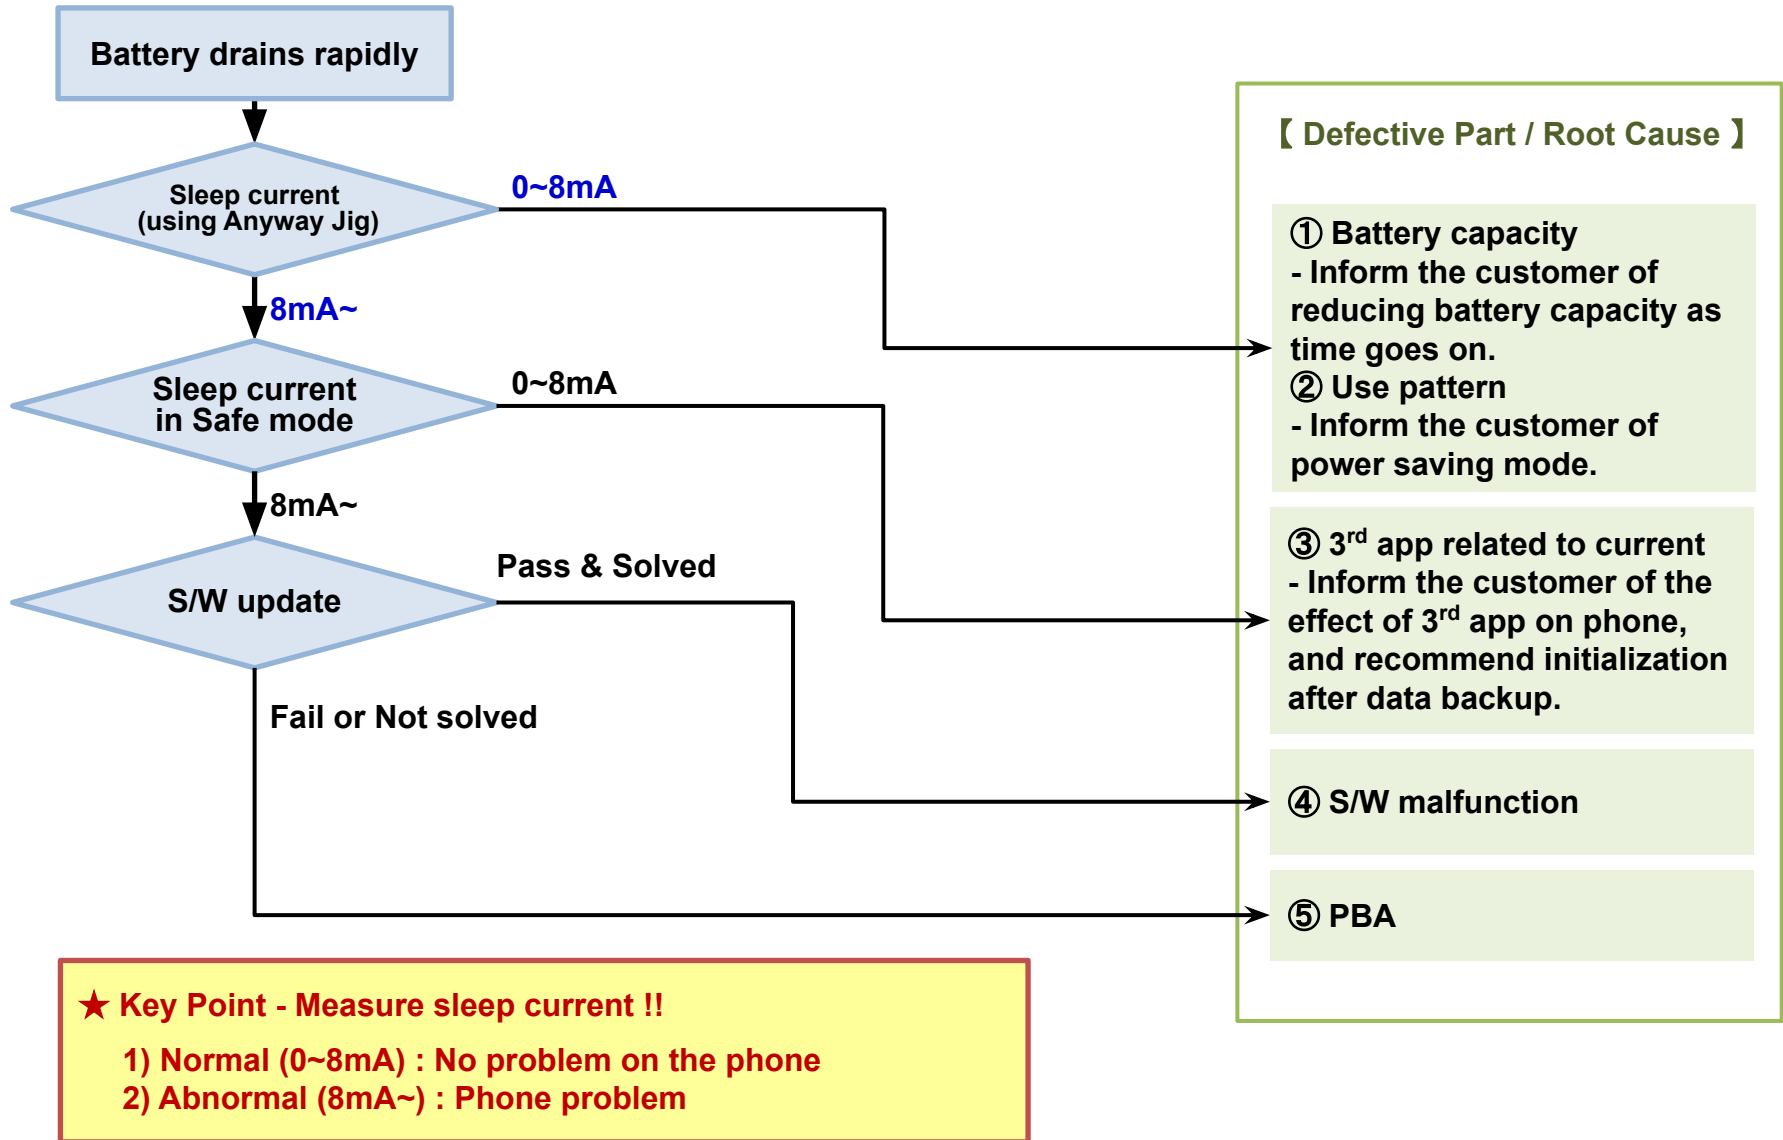 Battery drains rapidly
Sleep current
(using Anyway Jig)
0~8mA
8mA~
Sleep current
in Safe mode
0~8mA
8mA~
S/W update
Pass & Solved
Fail or Not solved
【 Defective Part / Root Cause 】
① Battery capacity
- Inform the customer of
reducing battery capacity as
time goes on.
② Use pattern
- Inform the customer of
power saving mode.
③ 3rd app related to current
- Inform the customer of the
effect of 3rd app on phone,
and recommend initialization
after data backup.
④ S/W malfunction
⑤ PBA
★ Key Point - Measure sleep current !!
1) Normal (0~8mA) : No problem on the phone
2) Abnormal (8mA~) : Phone problem